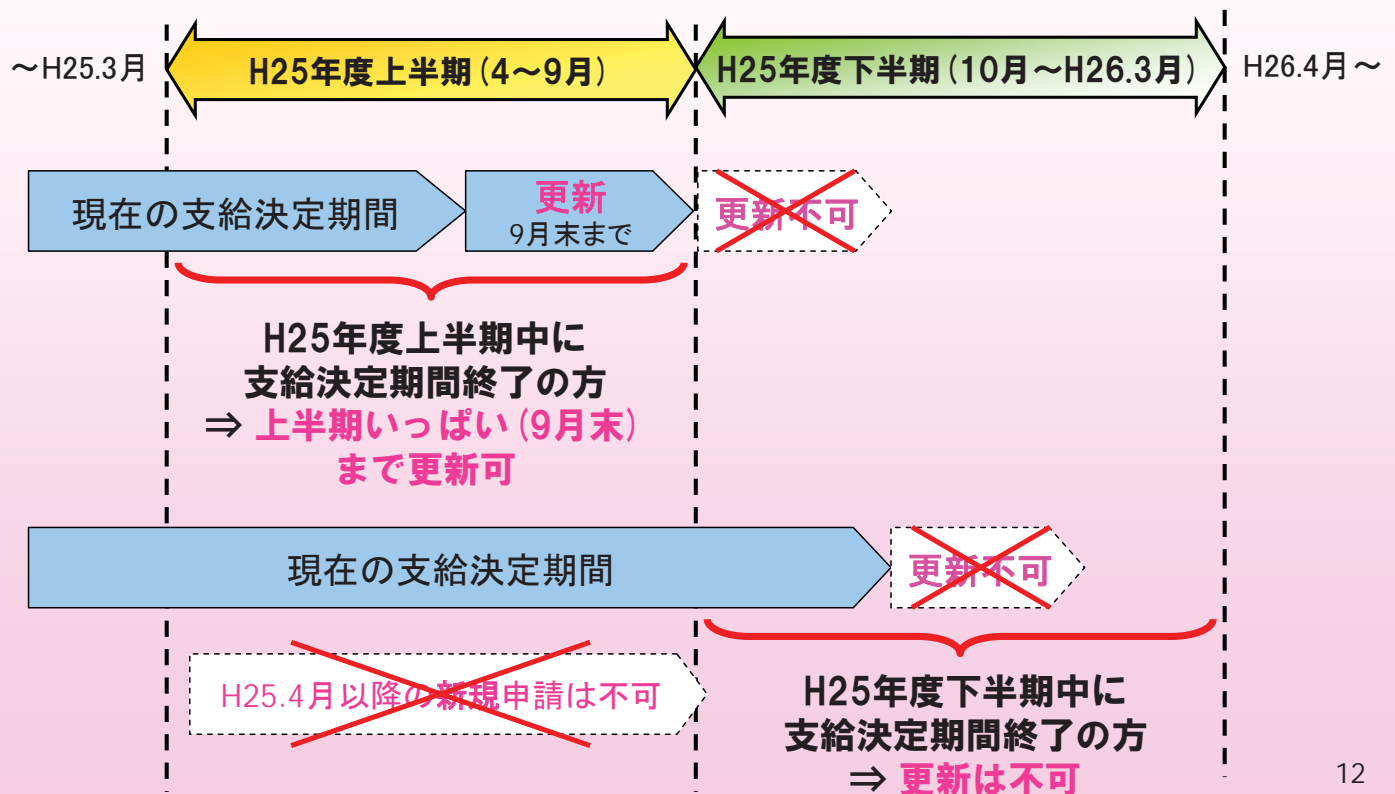 ～H25.3月
H25年度上半期(4～9月)
H25年度下半期(10月～H26.3月)
H26.4月～
現在の支給決定期間
更新
9月末まで
更新不可
H25年度上半期中に
支給決定期間終了の方
⇒ 上半期いっぱい(9月末)
まで更新可
現在の支給決定期間
更新不可
H25.4月以降の新規申請は不可
H25年度下半期中に
支給決定期間終了の方
⇒ 更新は不可
12